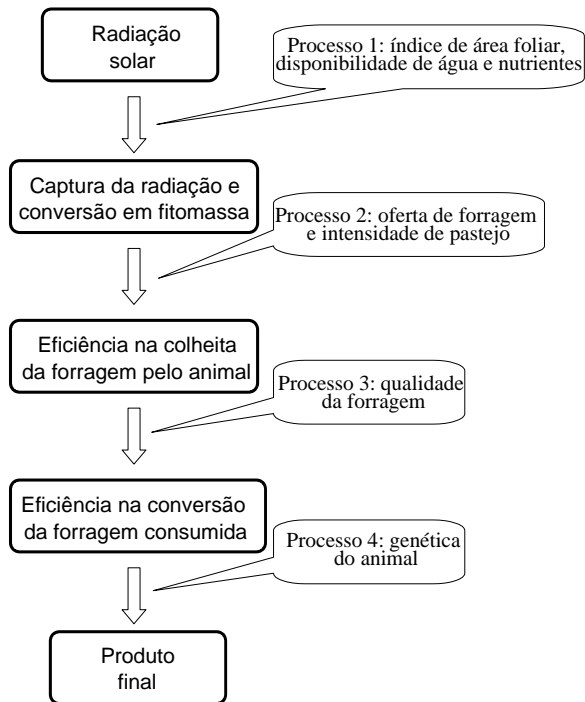 Radiação
solar
Processo 1: índice de área foliar,
disponibilidade de água e nutrientes
Captura da radiação e
conversão em fitomassa
Processo 2: oferta de forragem
e intensidade de pastejo
Eficiência na colheita
da forragem pelo animal
Processo 3: qualidade
da forragem
Eficiência na conversão
da forragem consumida
Processo 4: genética
do animal
Produto
final